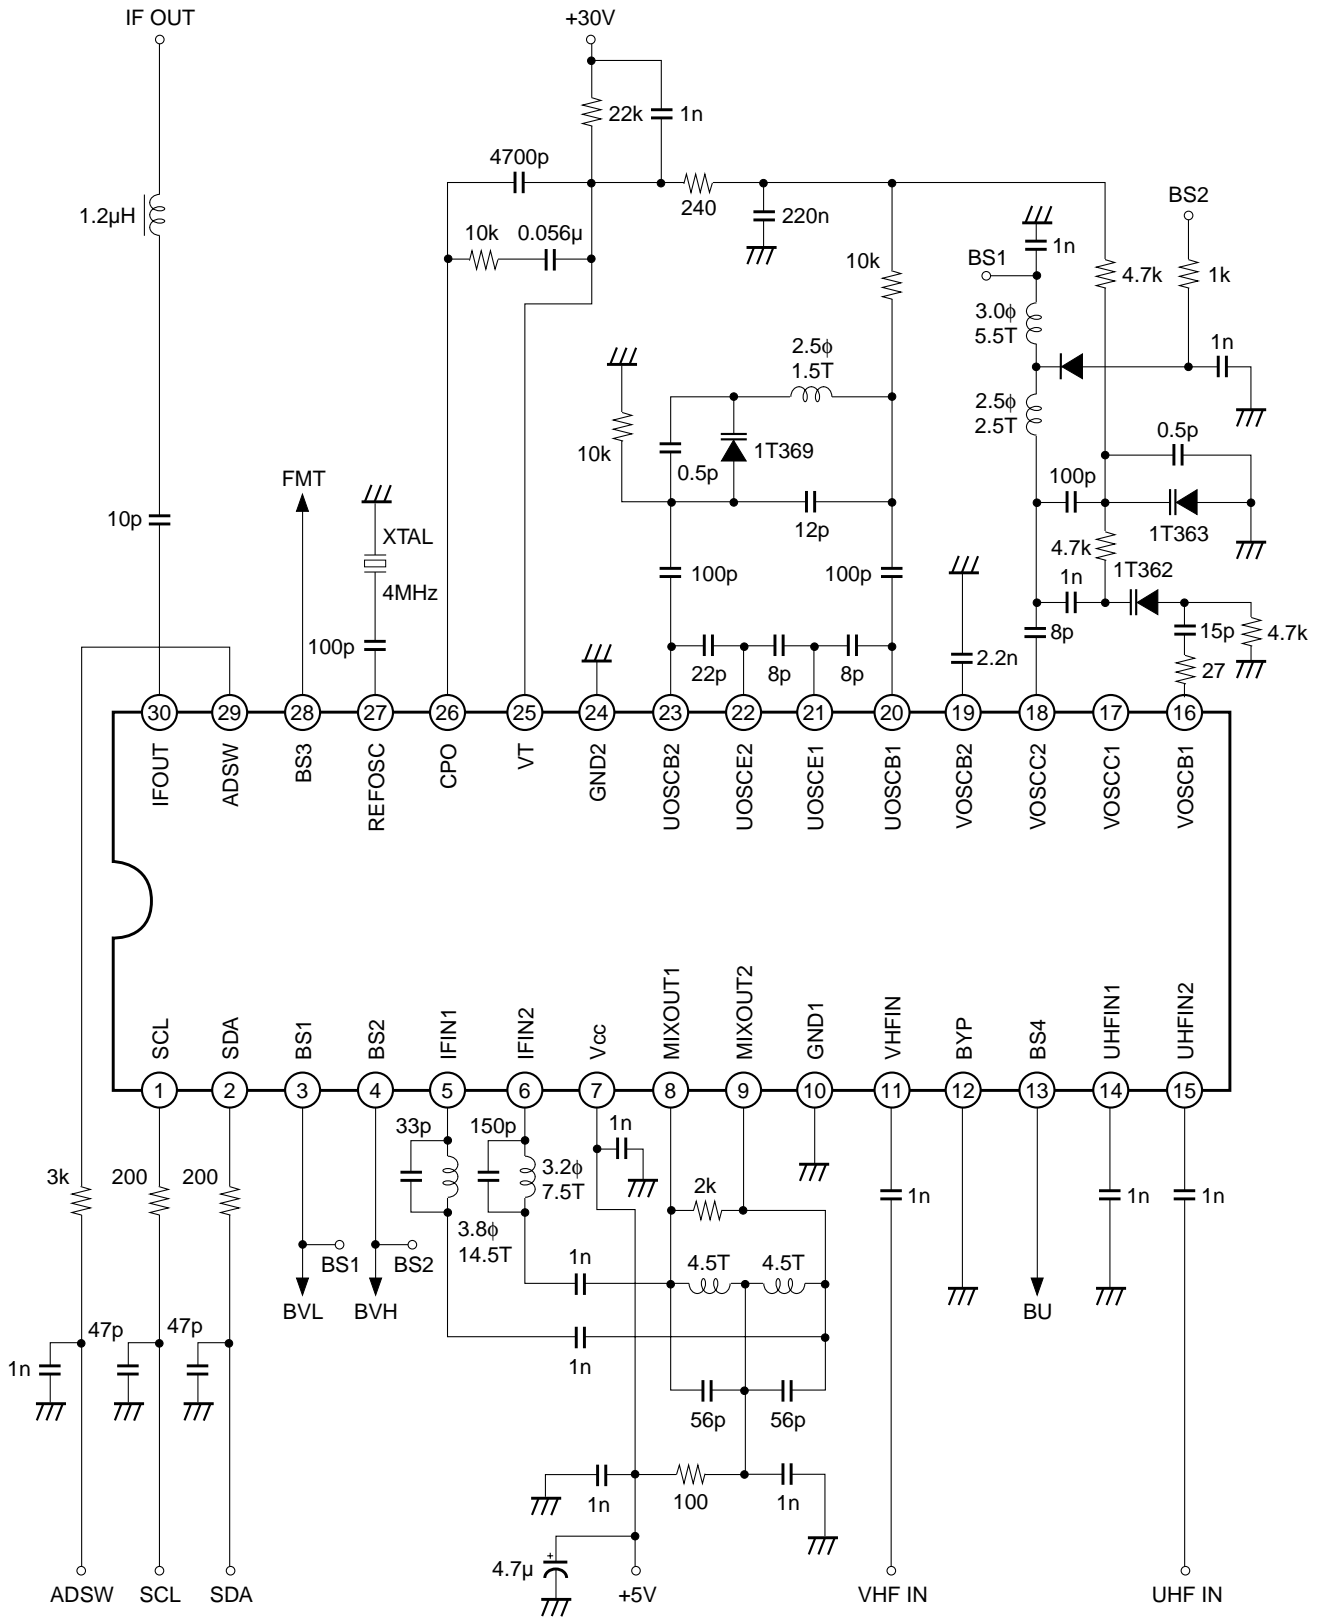 IF OUT
+30V
22k
1n
4700p
240
220n
BS2
1.2µH
10k
0.056µ
1n
BS1
10k
4.7k
1k
3.0ϕ
5.5T
2.5ϕ
1.5T
1n
2.5ϕ
2.5T
10k
0.5p
1T369
0.5p
FMT
100p
10p
12p
XTAL
1T363
4.7k
1T362
4MHz
100p
100p
1n
100p
8p
15p
4.7k
2.2n
22p
8p
8p
27
30
29
28
27
26
25
24
23
22
21
20
19
18
17
16
IFOUT
ADSW
BS3
REFOSC
CPO
VT
GND2
UOSCB2
UOSCE2
UOSCE1
UOSCB1
VOSCB2
VOSCC2
VOSCC1
VOSCB1
SCL
SDA
BS1
BS2
IFIN1
IFIN2
Vcc
MIXOUT1
MIXOUT2
GND1
VHFIN
BYP
BS4
UHFIN1
UHFIN2
1
2
3
4
5
6
7
8
9
10
11
12
13
14
15
33p
150p
1n
3k
200
200
3.2ϕ
7.5T
2k
1n
1n
1n
3.8ϕ
14.5T
BS1
BS2
1n
4.5T
4.5T
BVL
BVH
BU
47p
47p
1n
1n
56p
56p
1n
100
1n
4.7µ
+
ADSW
SCL
SDA
+5V
VHF IN
UHF IN